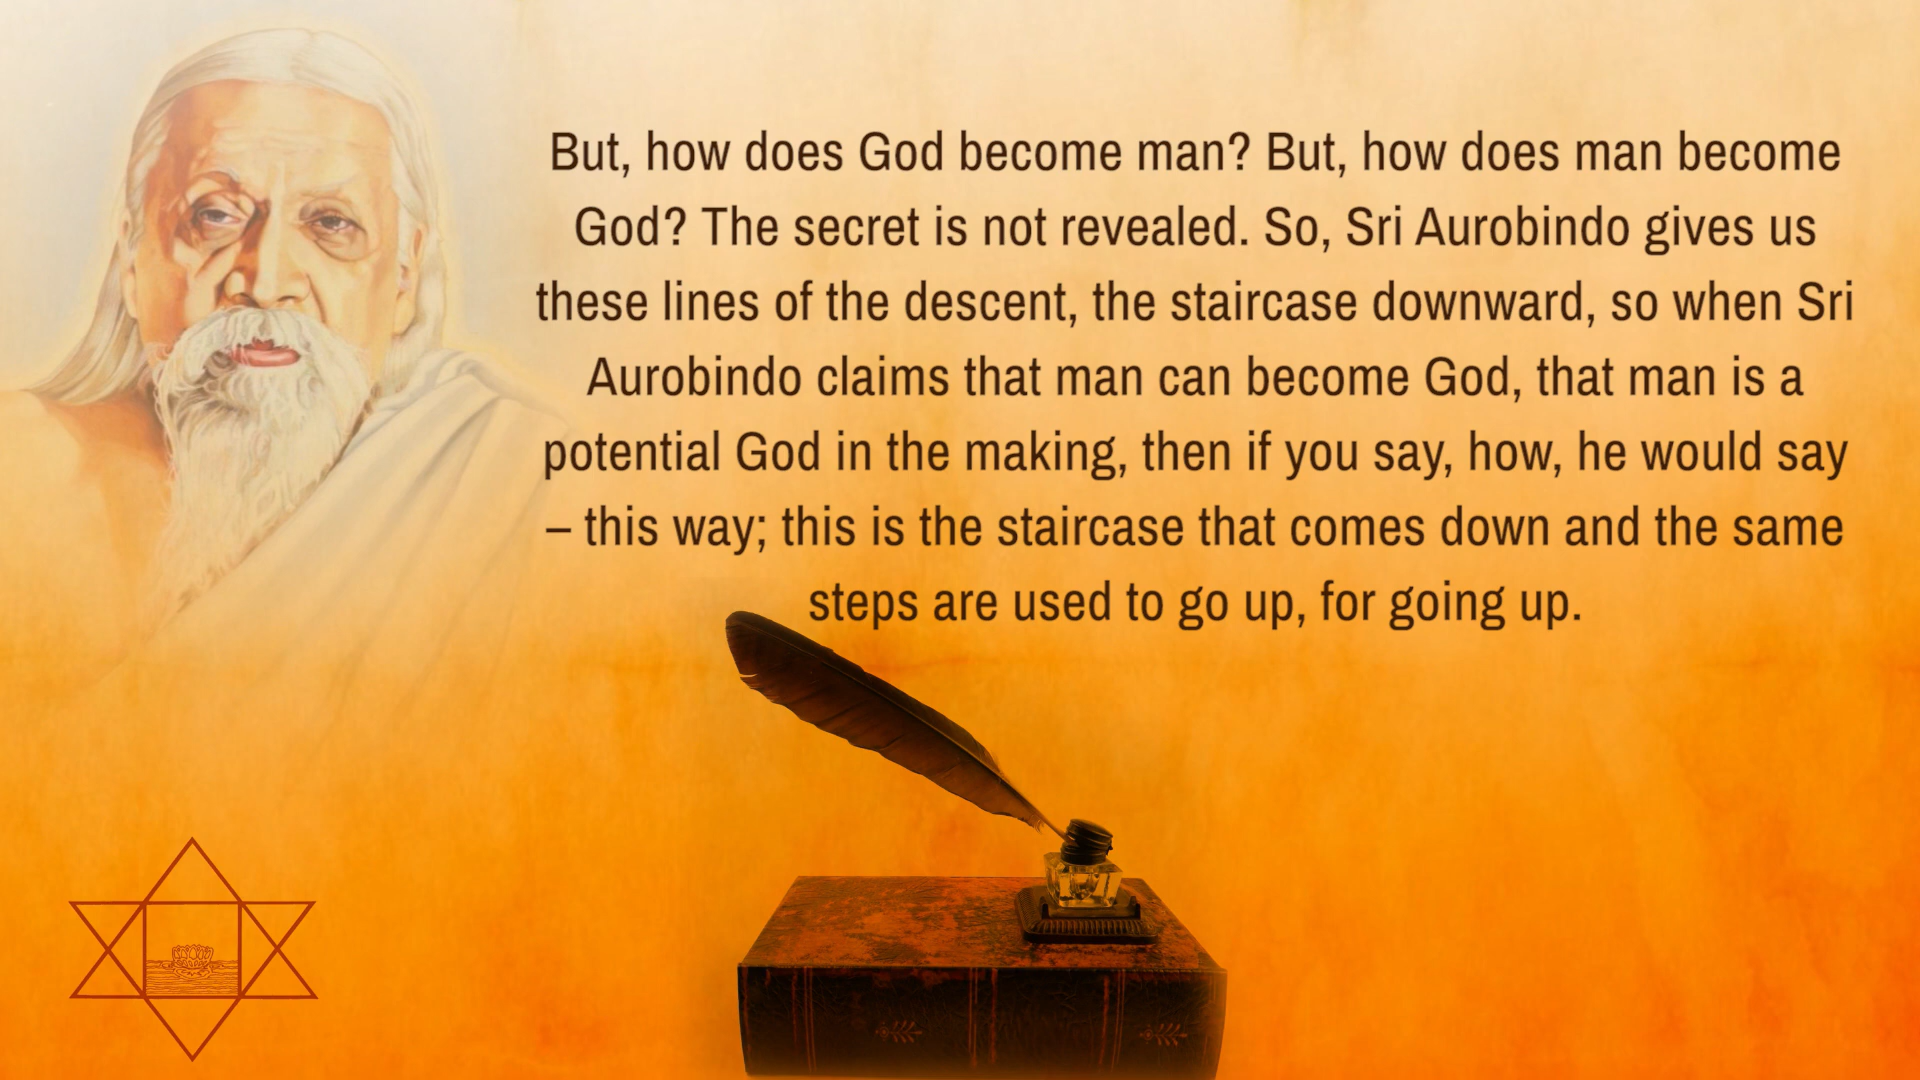 But, how does God become man? But, how does man become
God? The secret is not revealed. So, Sri Aurobindo gives us
these lines of the descent, the staircase downward, so when Sri
Aurobindo claims that man can become God, that man is a
potential God in the making, then if you say, how, he would say
– this way; this is the staircase that comes down and the same
steps are used to go up, for going up.